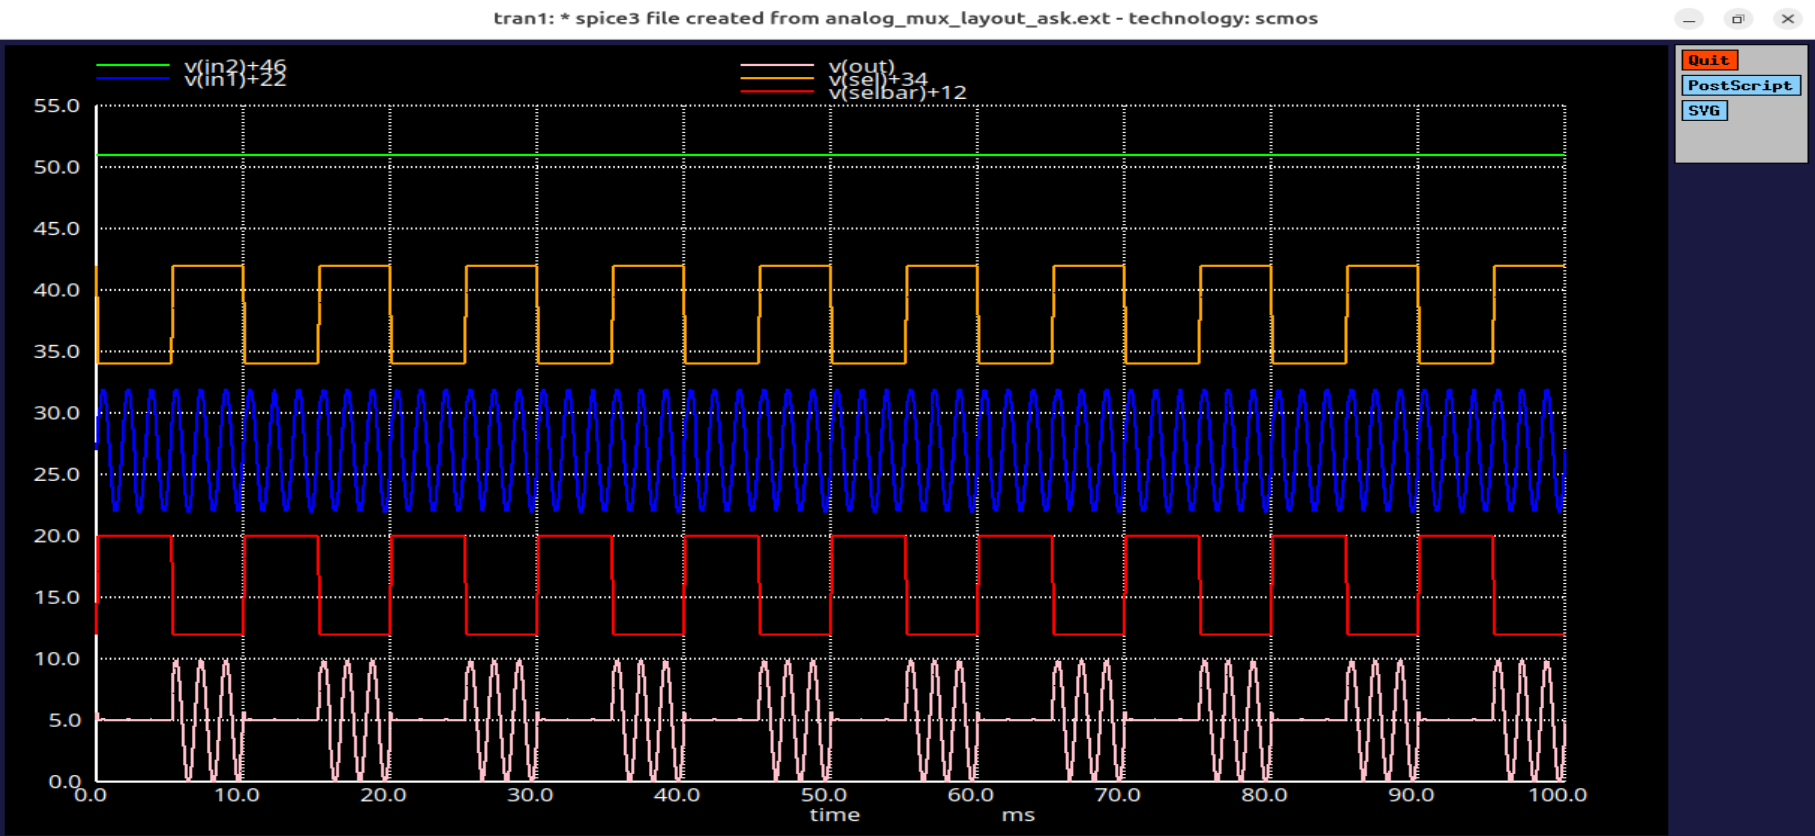 tran1: * spice3 file created from analog_mux_layout_ask.ext - technology: scmos
Quit
PostScript
SVG
v(in2)+46
v(in1)+22
v(out)
v(sel)+34
v(selbar)+12
55.0
50.0
45.0
40.0
35.0
30.0
25.0
20.0
15.0
10.0
5.0
0.0
0.0 10.0 20.0 30.0 40.0 50.0 60.0 70.0 80.0 90.0 100.0
time ms